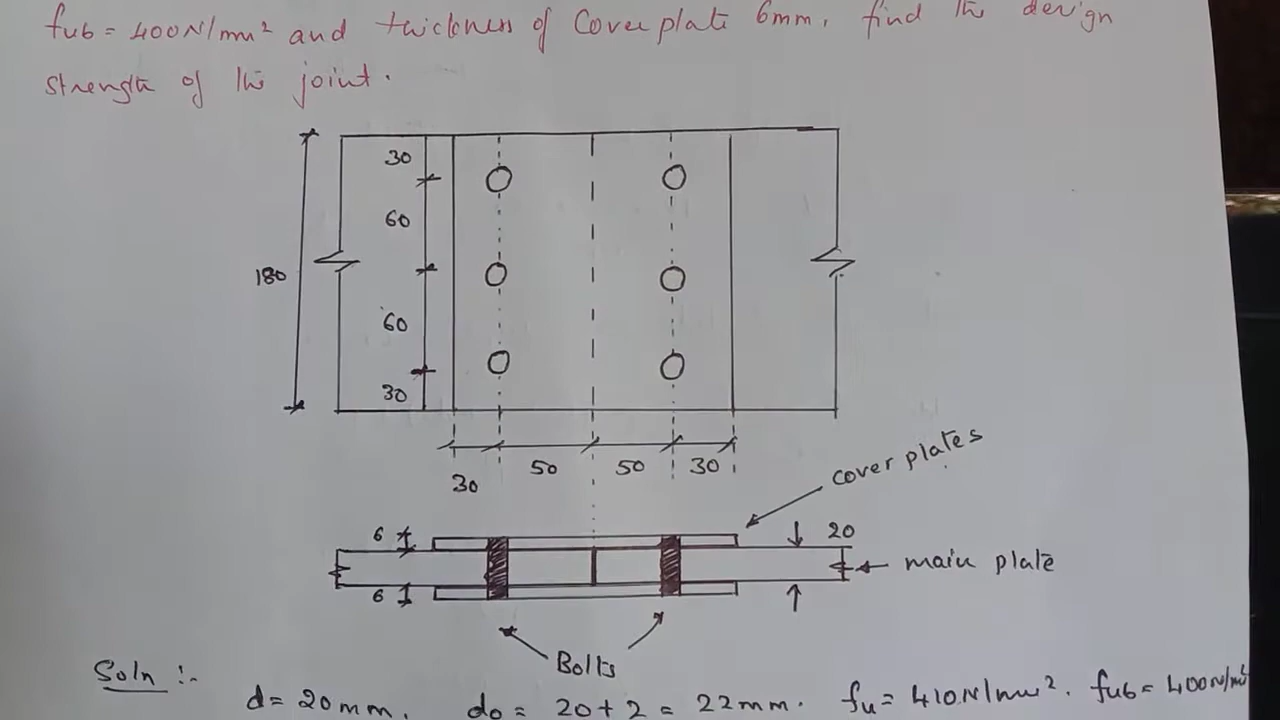 fub = 400N/mm² and thickness of Cover plate 6mm, find the design
strength of the joint.
30
60
180
60
30
30 50 50 30
cover plates
6
20
main plate
6
Bolts
Soln :-
d = 20mm, d₀ = 20+2 = 22mm. fu = 410N/mm². fub = 400N/m²